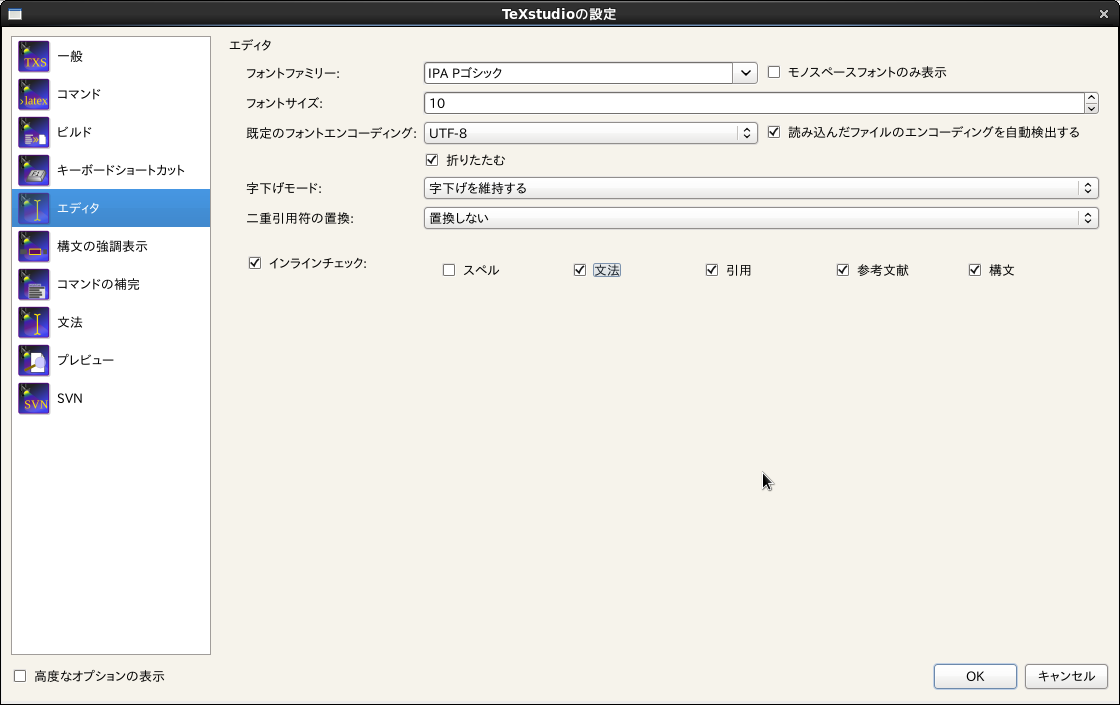 TeXstudioの設定
TXS 一般
›latex コマンド
ビルド
キーボードショートカット
エディタ
構文の強調表示
コマンドの補完
文法
プレビュー
SVN SVN
エディタ
フォントファミリー: IPA Pゴシック モノスペースフォントのみ表示
フォントサイズ: 10
既定のフォントエンコーディング: UTF-8 読み込んだファイルのエンコーディングを自動検出する
折りたたむ
字下げモード: 字下げを維持する
二重引用符の置換: 置換しない
インラインチェック: スペル 文法 引用 参考文献 構文
高度なオプションの表示 OK キャンセル